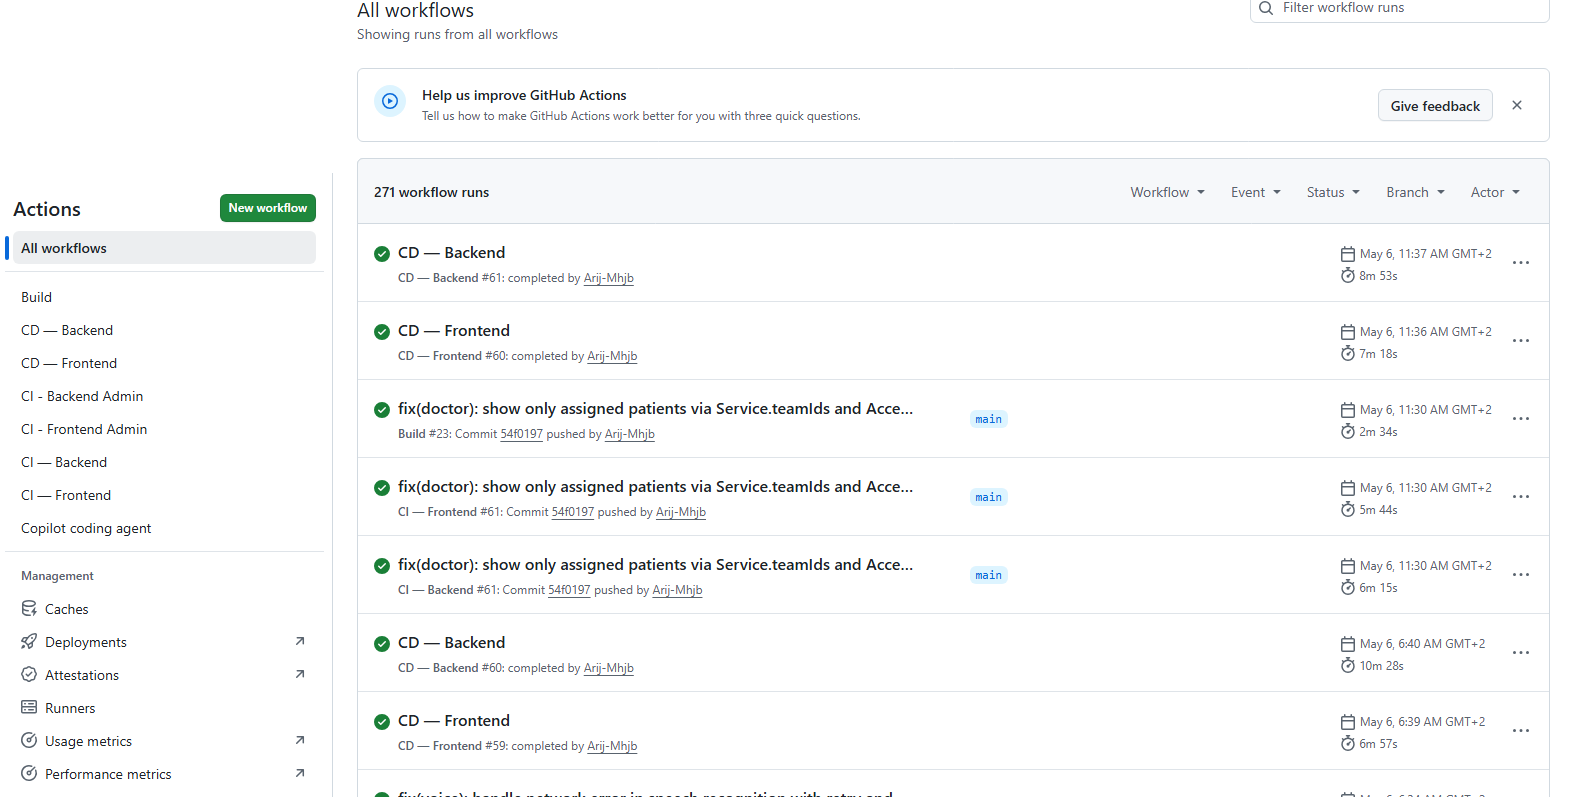 All workflows
Showing runs from all workflows
Filter workflow runs
Help us improve GitHub Actions
Tell us how to make GitHub Actions work better for you with three quick questions.
Give feedback
Actions
New workflow
All workflows
Build
CD — Backend
CD — Frontend
CI - Backend Admin
CI - Frontend Admin
CI — Backend
CI — Frontend
Copilot coding agent
Management
Caches
Deployments
Attestations
Runners
Usage metrics
Performance metrics
271 workflow runs
Workflow
Event
Status
Branch
Actor
CD — Backend
CD — Backend #61: completed by Arij-Mhjb
May 6, 11:37 AM GMT+2
8m 53s
CD — Frontend
CD — Frontend #60: completed by Arij-Mhjb
May 6, 11:36 AM GMT+2
7m 18s
fix(doctor): show only assigned patients via Service.teamIds and Acce...
Build #23: Commit 54f0197 pushed by Arij-Mhjb
main
May 6, 11:30 AM GMT+2
2m 34s
fix(doctor): show only assigned patients via Service.teamIds and Acce...
CI — Frontend #61: Commit 54f0197 pushed by Arij-Mhjb
main
May 6, 11:30 AM GMT+2
5m 44s
fix(doctor): show only assigned patients via Service.teamIds and Acce...
CI — Backend #61: Commit 54f0197 pushed by Arij-Mhjb
main
May 6, 11:30 AM GMT+2
6m 15s
CD — Backend
CD — Backend #60: completed by Arij-Mhjb
May 6, 6:40 AM GMT+2
10m 28s
CD — Frontend
CD — Frontend #59: completed by Arij-Mhjb
May 6, 6:39 AM GMT+2
6m 57s
fix(voice): handle network error in speech recognition with retry and